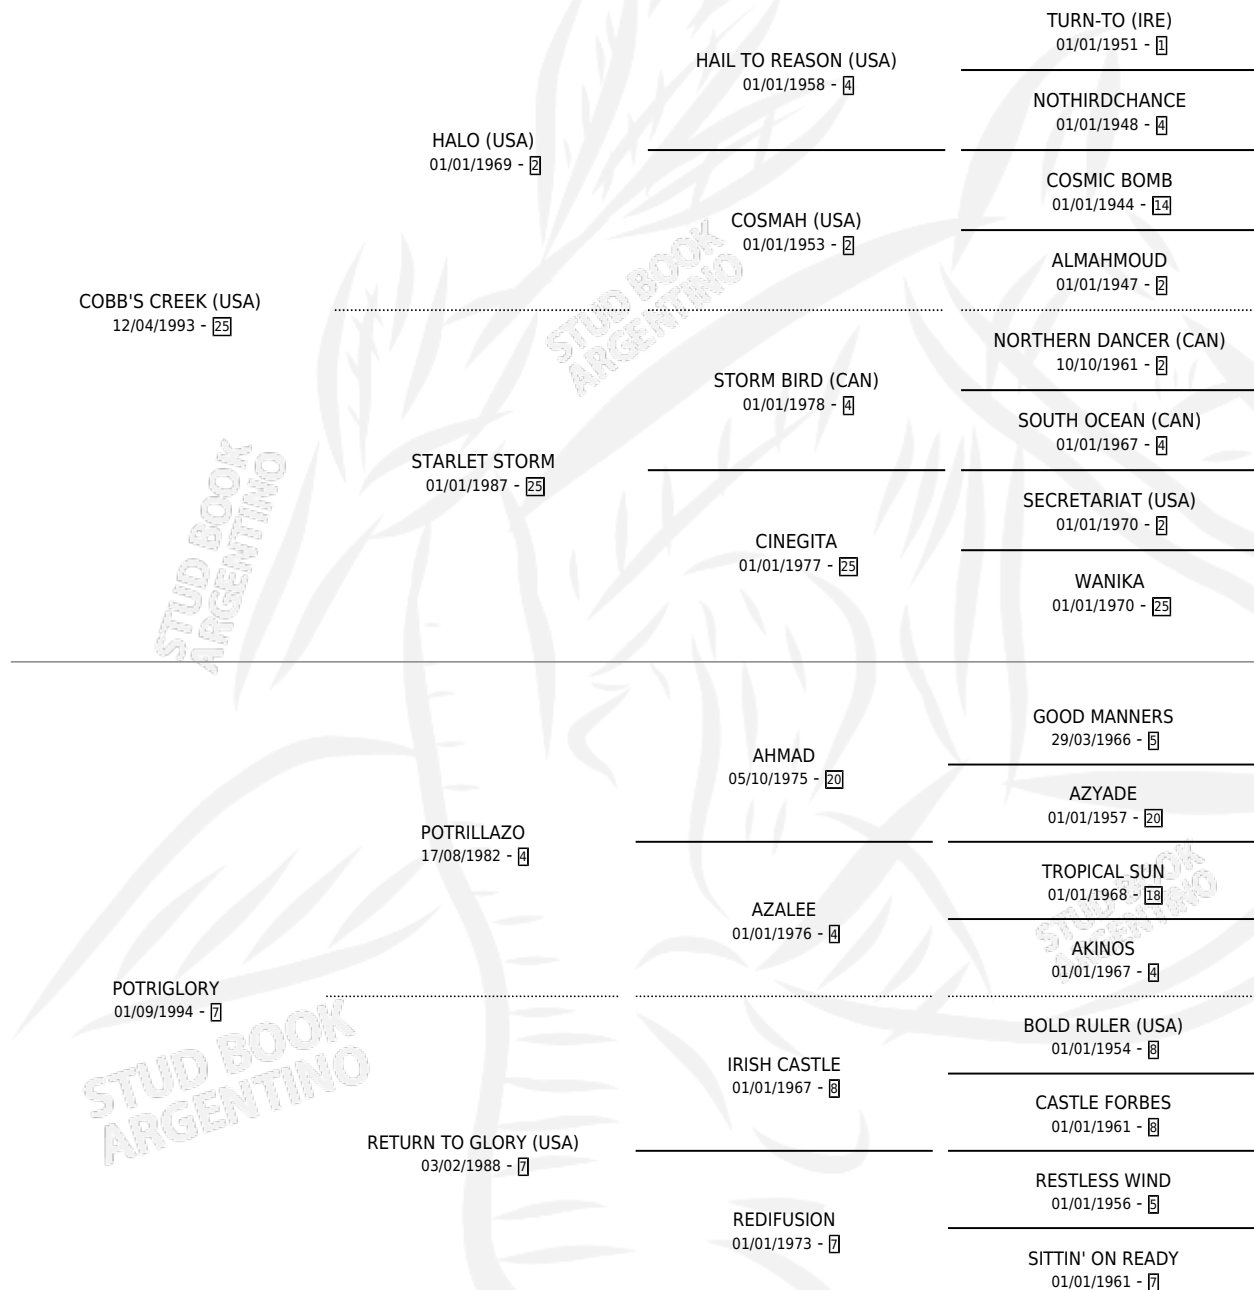 TURN-TO (IRE)
01/01/1951 - 1
HAIL TO REASON (USA)
01/01/1958 - 4
NOTHIRDCHANCE
01/01/1948 - 4
HALO (USA)
01/01/1969 - 2
COSMIC BOMB
01/01/1944 - 14
COSMAH (USA)
01/01/1953 - 2
ALMAHMOUD
01/01/1947 - 2
COBB'S CREEK (USA)
12/04/1993 - 25
NORTHERN DANCER (CAN)
10/10/1961 - 2
STORM BIRD (CAN)
01/01/1978 - 4
SOUTH OCEAN (CAN)
01/01/1967 - 4
STARLET STORM
01/01/1987 - 25
SECRETARIAT (USA)
01/01/1970 - 2
CINEGITA
01/01/1977 - 25
WANIKA
01/01/1970 - 25
GOOD MANNERS
29/03/1966 - 5
AHMAD
05/10/1975 - 20
AZYADE
01/01/1957 - 20
POTRILLAZO
17/08/1982 - 4
TROPICAL SUN
01/01/1968 - 18
AZALEE
01/01/1976 - 4
AKINOS
01/01/1967 - 4
POTRIGLORY
01/09/1994 - 7
BOLD RULER (USA)
01/01/1954 - 8
IRISH CASTLE
01/01/1967 - 8
CASTLE FORBES
01/01/1961 - 8
RETURN TO GLORY (USA)
03/02/1988 - 7
RESTLESS WIND
01/01/1956 - 5
REDIFUSION
01/01/1973 - 7
SITTIN' ON READY
01/01/1961 - 7
STUD BOOK
ARGENTINO
STUD BOOK
ARGENTINO
STUD BOOK
ARGENTINO
STUD BOOK
ARGENTINO